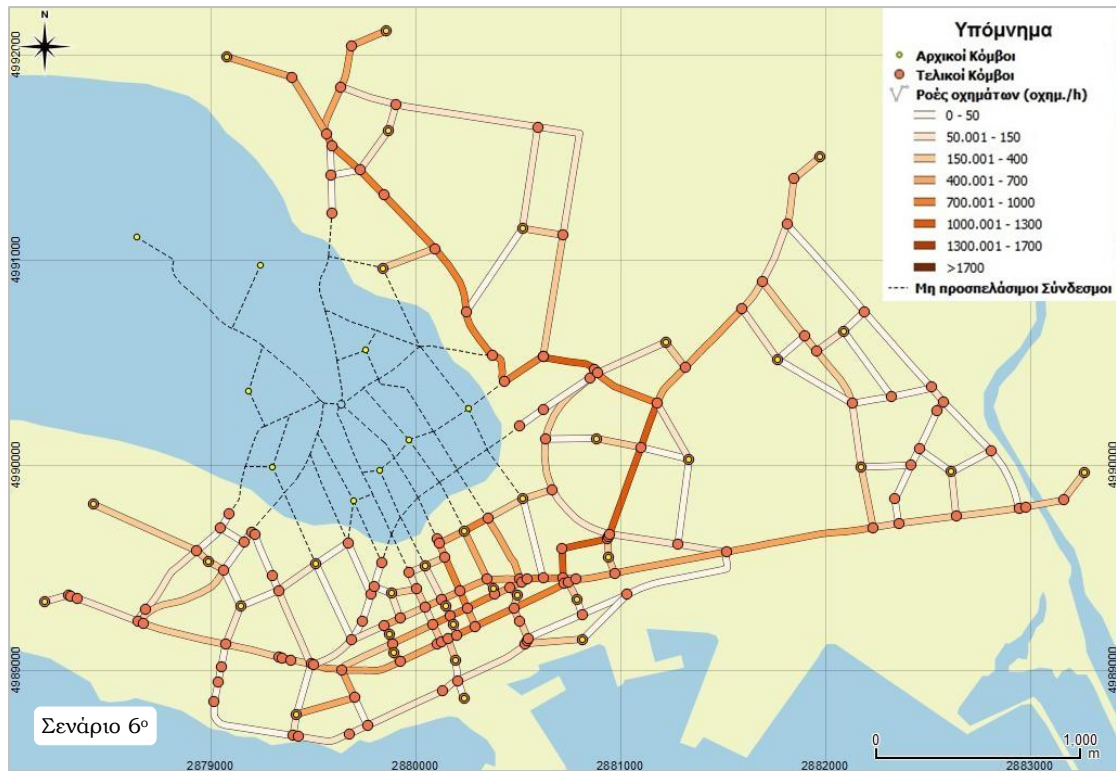 N
Υπόμνημα
Αρχικοί Κόμβοι
Τελικοί Κόμβοι
Ροές οχημάτων (οχημ./h)
0 - 50
50.001 - 150
150.001 - 400
400.001 - 700
700.001 - 1000
1000.001 - 1300
1300.001 - 1700
>1700
Μη προσπελάσιμοι Σύνδεσμοι
4992000
4991000
4990000
4990000
4989000
4989000
Σενάριο 6ο
0 1,000
m
2879000 2880000 2881000 2882000 2883000